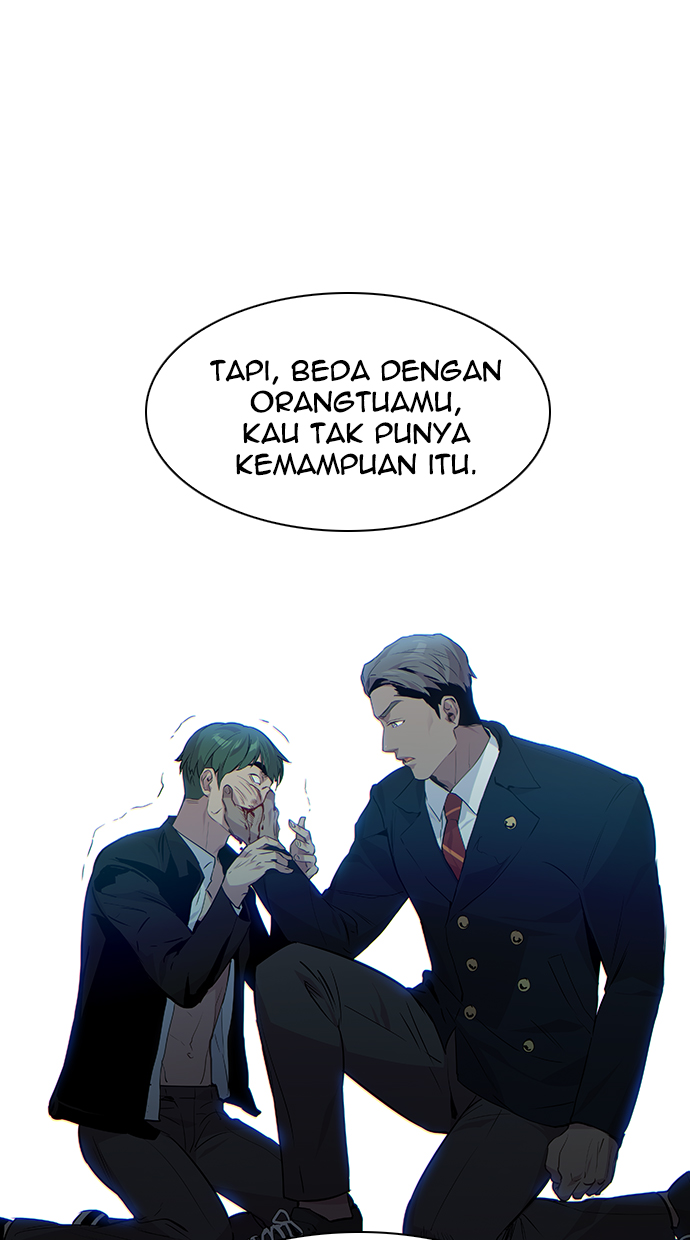 TAPI, BEDA DENGAN
ORANGTUAMU,
KAU TAK PUNYA
KEMAMPUAN ITU.